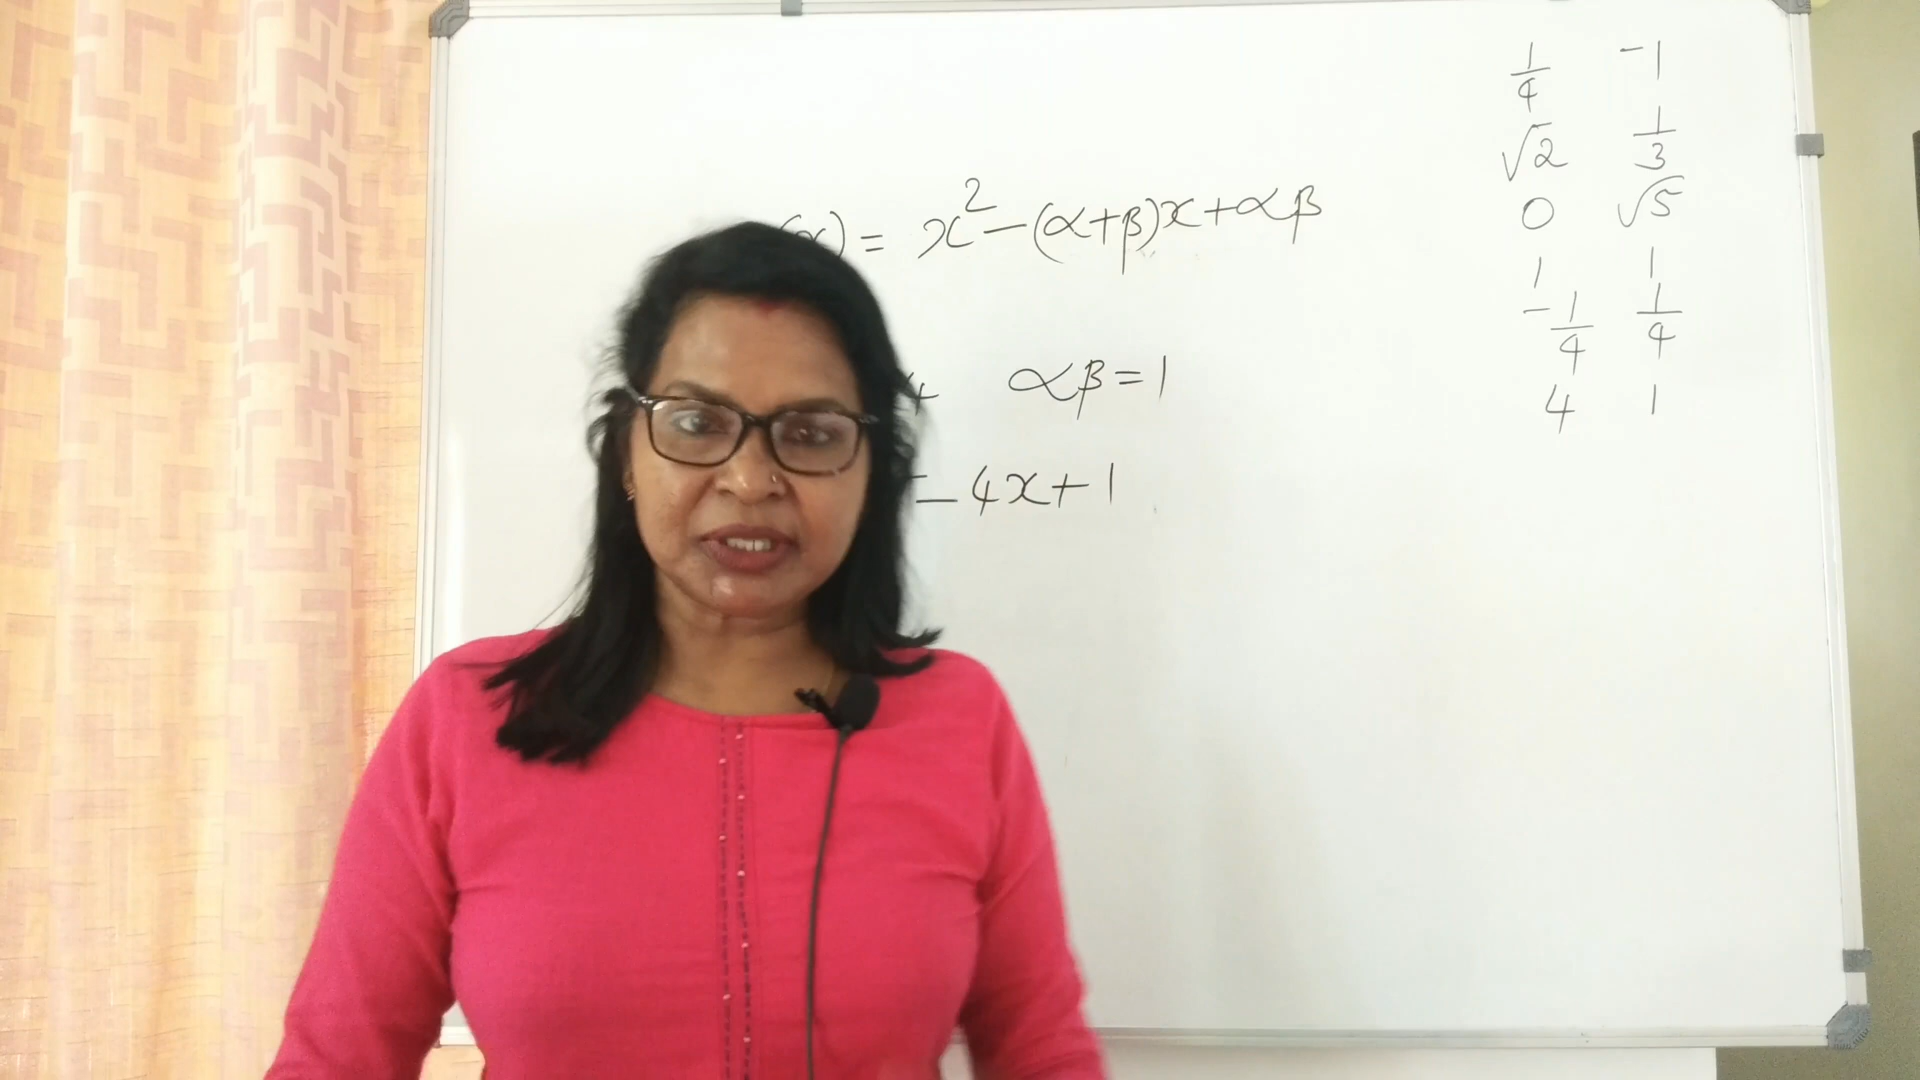 (x) = x² - (α+β)x + αβ
4 αβ = 1
- 4x + 1
1/4 -1
√2 1/3
0 √5
1 1
-1/4 1/4
4 1